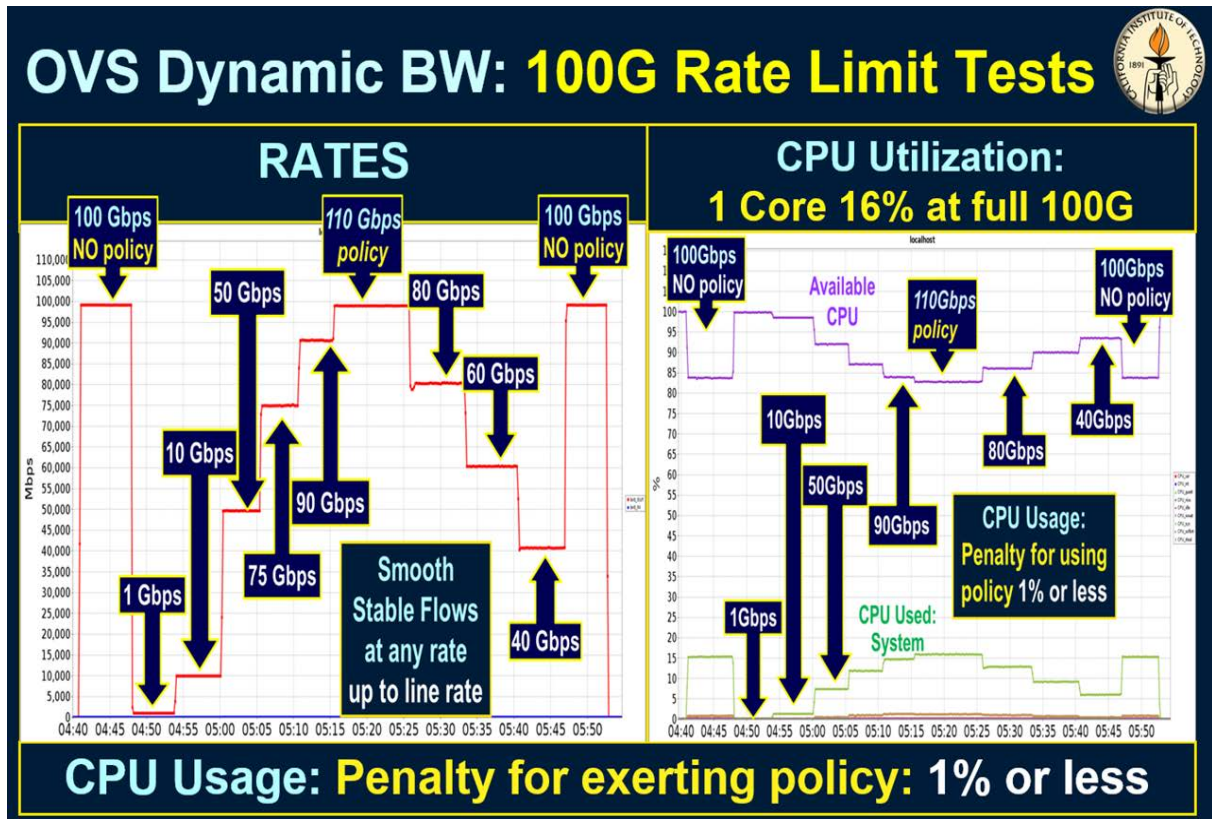 OVS Dynamic BW: 100G Rate Limit Tests
CALIFORNIA INSTITUTE OF TECHNOLOGY
1891
RATES
100 Gbps
NO policy
110 Gbps
policy
100 Gbps
NO policy
50 Gbps
80 Gbps
60 Gbps
10 Gbps
90 Gbps
75 Gbps
1 Gbps
40 Gbps
Smooth
Stable Flows
at any rate
up to line rate
Mbps
105,000
100,000
95,000
90,000
85,000
80,000
75,000
70,000
65,000
60,000
55,000
50,000
45,000
40,000
35,000
30,000
25,000
20,000
15,000
10,000
5,000
0
04:40 04:45 04:50 04:55 05:00 05:05 05:10 05:15 05:20 05:25 05:30 05:35 05:40 05:45 05:50
CPU Utilization:
1 Core 16% at full 100G
localhost
100Gbps
NO policy
Available
CPU
110Gbps
policy
100Gbps
NO policy
10Gbps
40Gbps
80Gbps
50Gbps
90Gbps
CPU Usage:
Penalty for using
policy 1% or less
1Gbps
CPU Used:
System
%
100
95
90
85
80
75
70
65
60
55
50
45
40
35
30
25
20
15
10
5
0
04:40 04:45 04:50 04:55 05:00 05:05 05:10 05:15 05:20 05:25 05:30 05:35 05:40 05:45 05:50
CPU Usage: Penalty for exerting policy: 1% or less